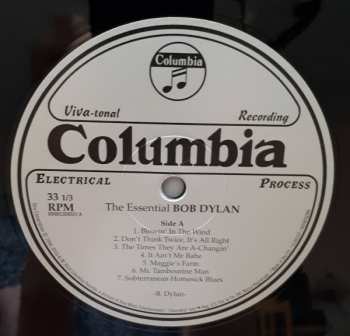 Columbia
Viva-tonal Recording
Columbia
ELECTRICAL PROCESS
33 1/3
RPM
The Essential BOB DYLAN
Side A
1. Blowin' In The Wind
2. Don't Think Twice, It's All Right
3. The Times They Are A-Changin'
4. It Ain't Me Babe
5. Maggie's Farm
6. Mr. Tambourine Man
7. Subterranean Homesick Blues
-B. Dylan-